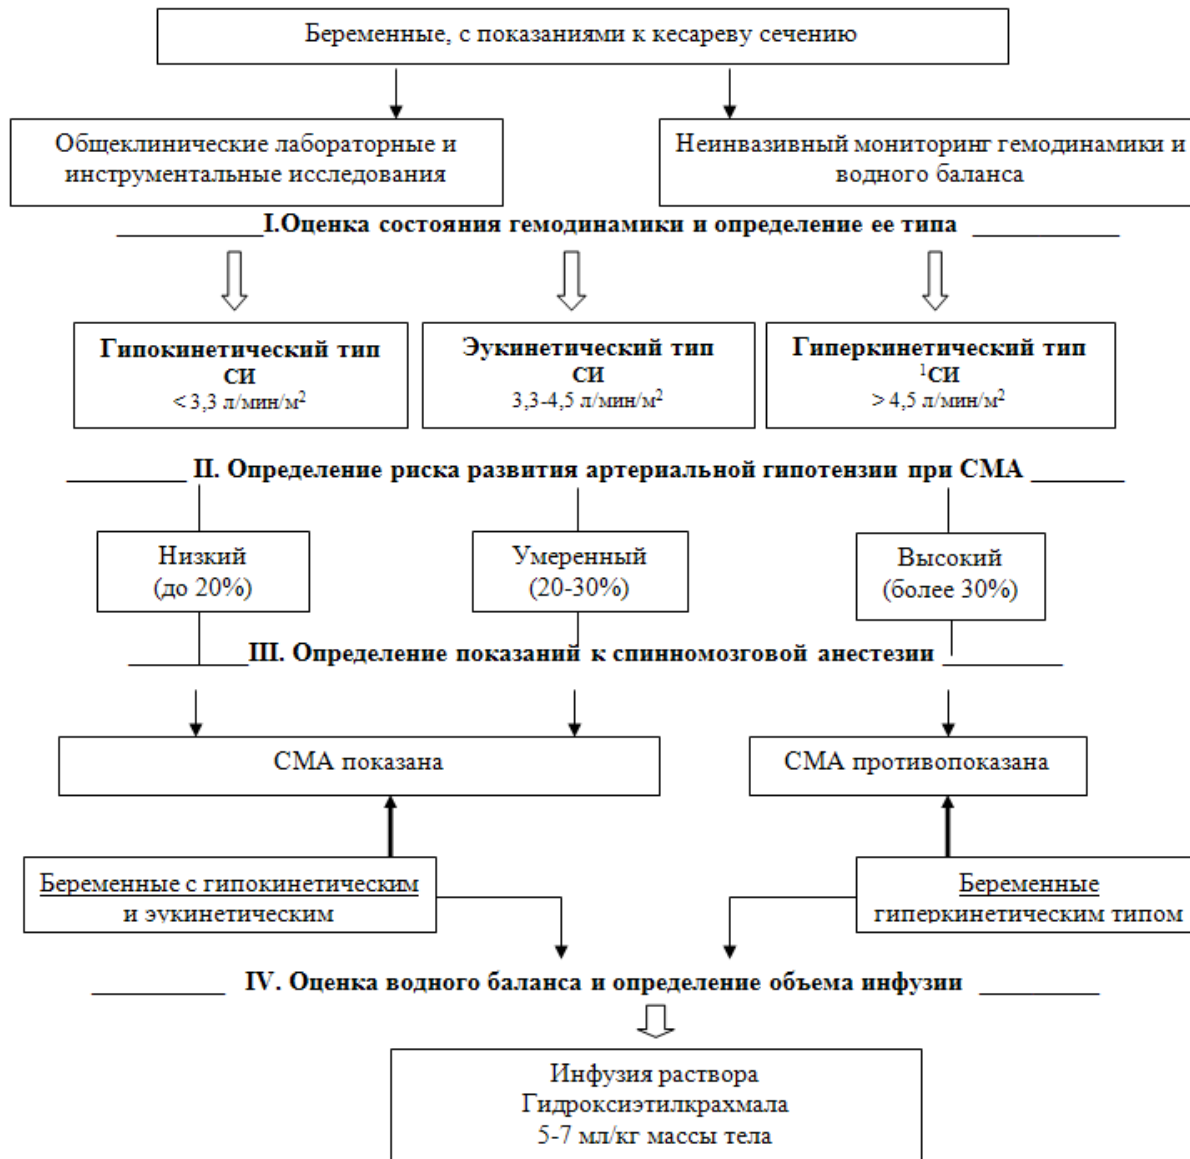 Беременные, с показаниями к кесареву сечению
Общеклинические лабораторные и
инструментальные исследования
Неинвазивный мониторинг гемодинамики и
водного баланса
I.Оценка состояния гемодинамики и определение ее типа
Гипокинетический тип
СИ
< 3,3 л/мин/м²
Эукинетический тип
СИ
3,3-4,5 л/мин/м²
Гиперкинетический тип
¹СИ
> 4,5 л/мин/м²
II. Определение риска развития артериальной гипотензии при СМА
Низкий
(до 20%)
Умеренный
(20-30%)
Высокий
(более 30%)
III. Определение показаний к спинномозговой анестезии
СМА показана
СМА противопоказана
Беременные с гипокинетическим
и эукинетическим
Беременные
гиперкинетическим типом
IV. Оценка водного баланса и определение объема инфузии
Инфузия раствора
Гидроксиэтилкрахмала
5-7 мл/кг массы тела